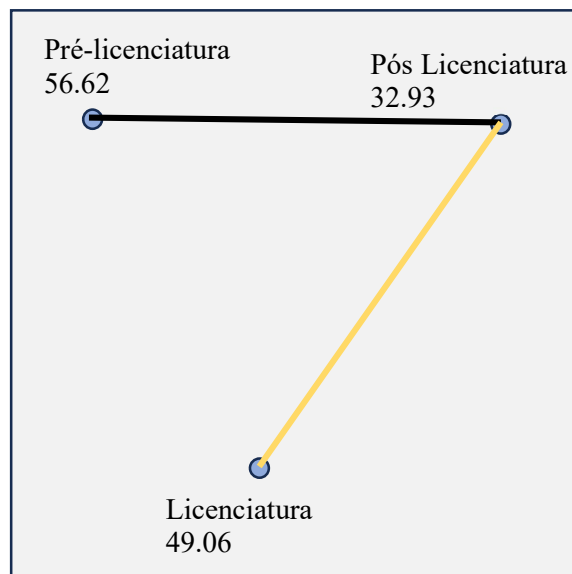 Pré-licenciatura
56.62
Pós Licenciatura
32.93
Licenciatura
49.06